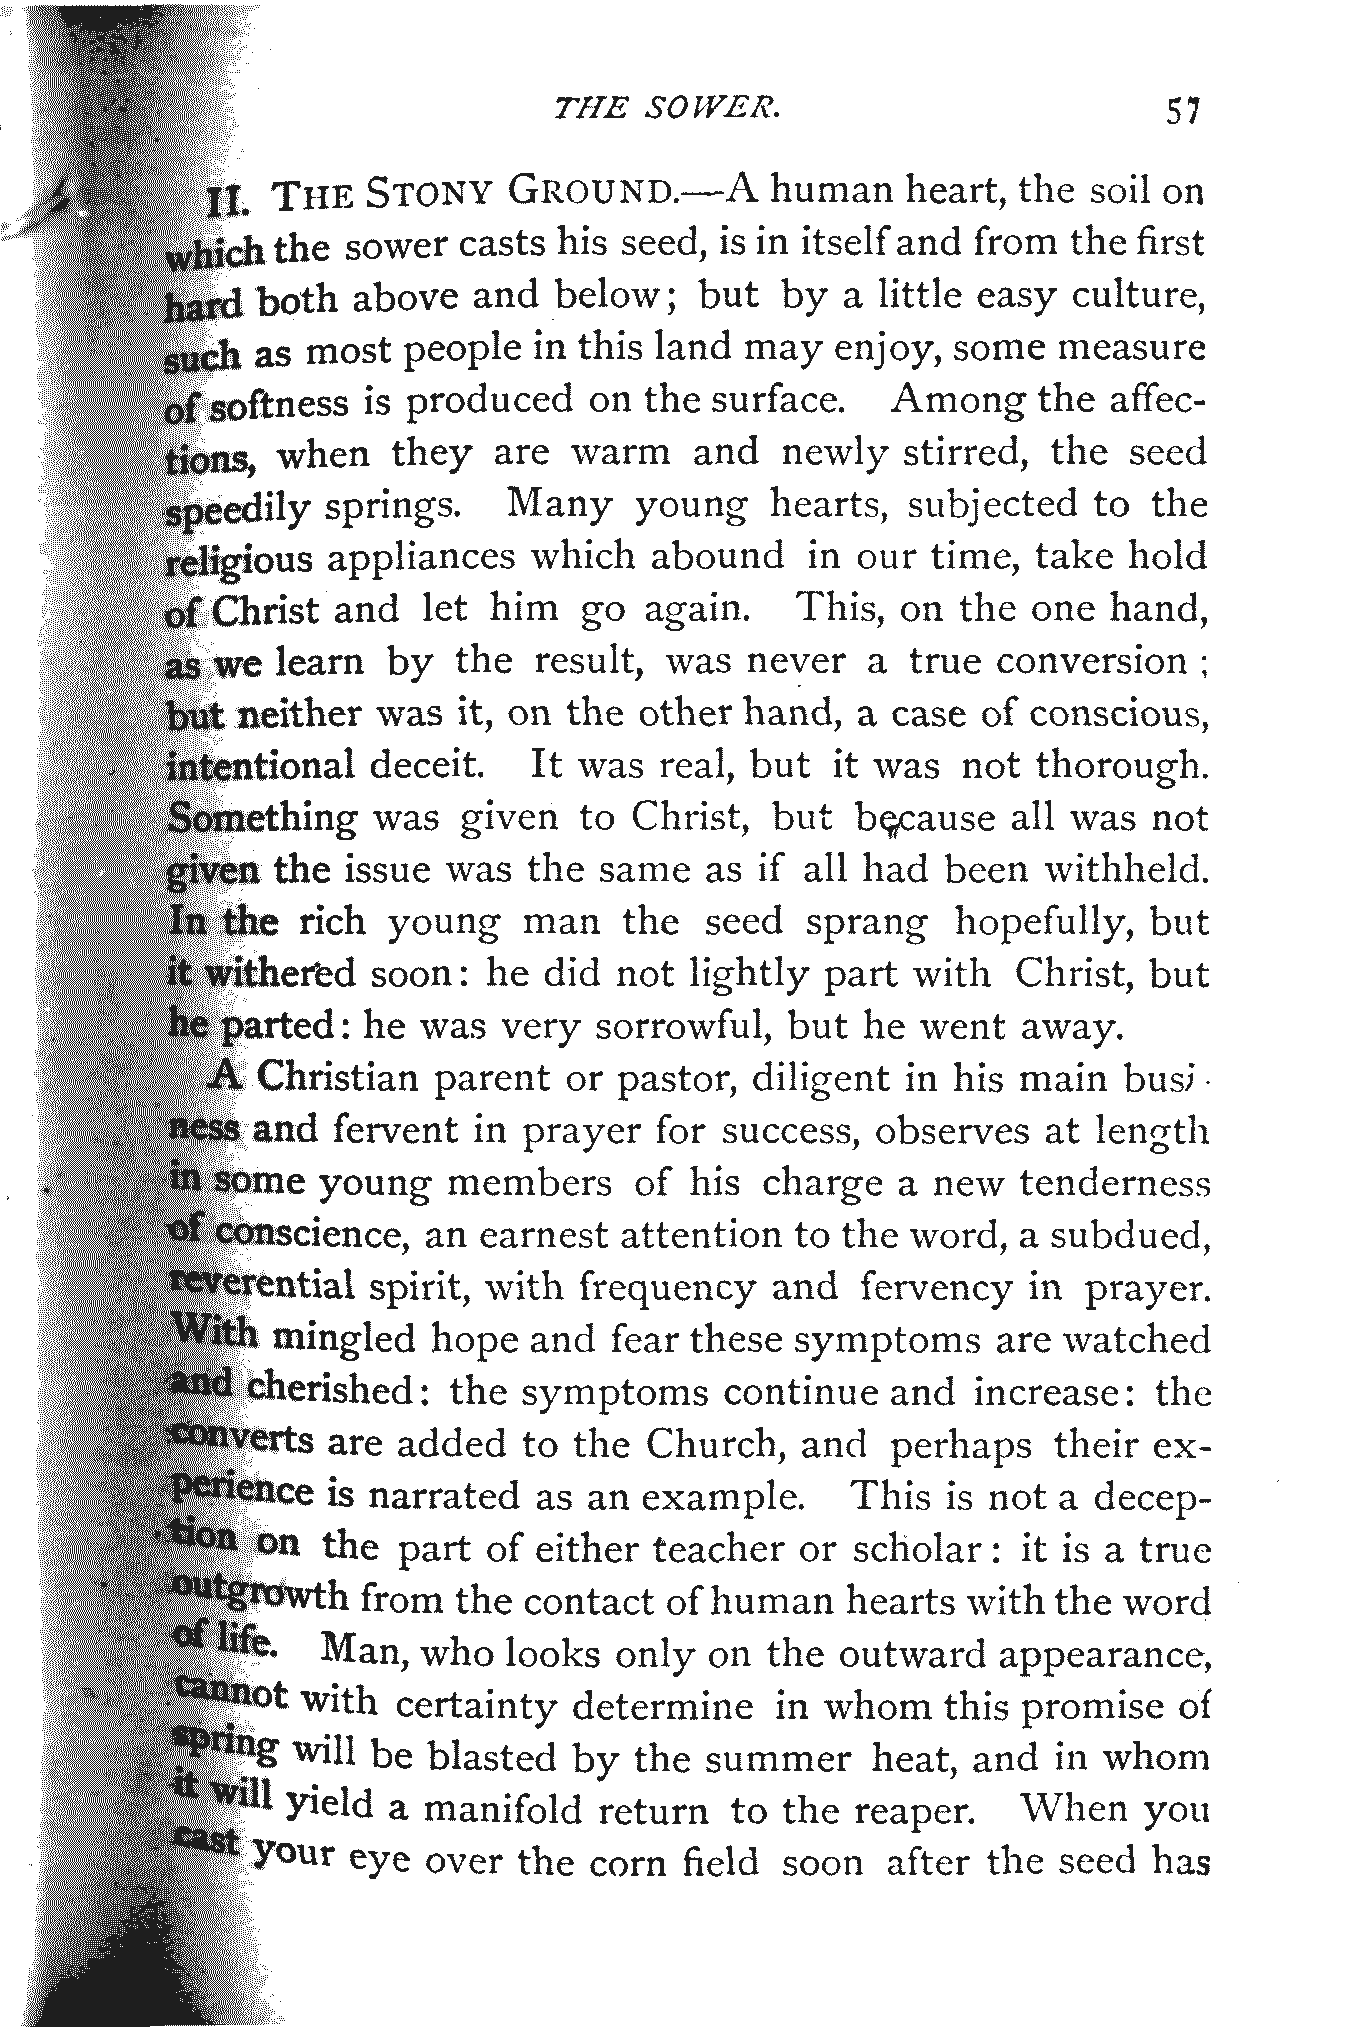 THE SOWER. 57
II. THE STONY GROUND.—A human heart, the soil on
which the sower casts his seed, is in itself and from the first
hard both above and below; but by a little easy culture,
such as most people in this land may enjoy, some measure
of softness is produced on the surface. Among the affec-
tions, when they are warm and newly stirred, the seed
speedily springs. Many young hearts, subjected to the
religious appliances which abound in our time, take hold
of Christ and let him go again. This, on the one hand,
as we learn by the result, was never a true conversion ;
but neither was it, on the other hand, a case of conscious,
intentional deceit. It was real, but it was not thorough.
Something was given to Christ, but because all was not
given the issue was the same as if all had been withheld.
In the rich young man the seed sprang hopefully, but
it withered soon: he did not lightly part with Christ, but
he parted: he was very sorrowful, but he went away.
A Christian parent or pastor, diligent in his main busi-
ness and fervent in prayer for success, observes at length
in some young members of his charge a new tenderness
of conscience, an earnest attention to the word, a subdued,
reverential spirit, with frequency and fervency in prayer.
With mingled hope and fear these symptoms are watched
and cherished: the symptoms continue and increase: the
converts are added to the Church, and perhaps their ex-
perience is narrated as an example. This is not a decep-
tion on the part of either teacher or scholar: it is a true
outgrowth from the contact of human hearts with the word
of life. Man, who looks only on the outward appearance,
cannot with certainty determine in whom this promise of
spring will be blasted by the summer heat, and in whom
it will yield a manifold return to the reaper. When you
cast your eye over the corn field soon after the seed has